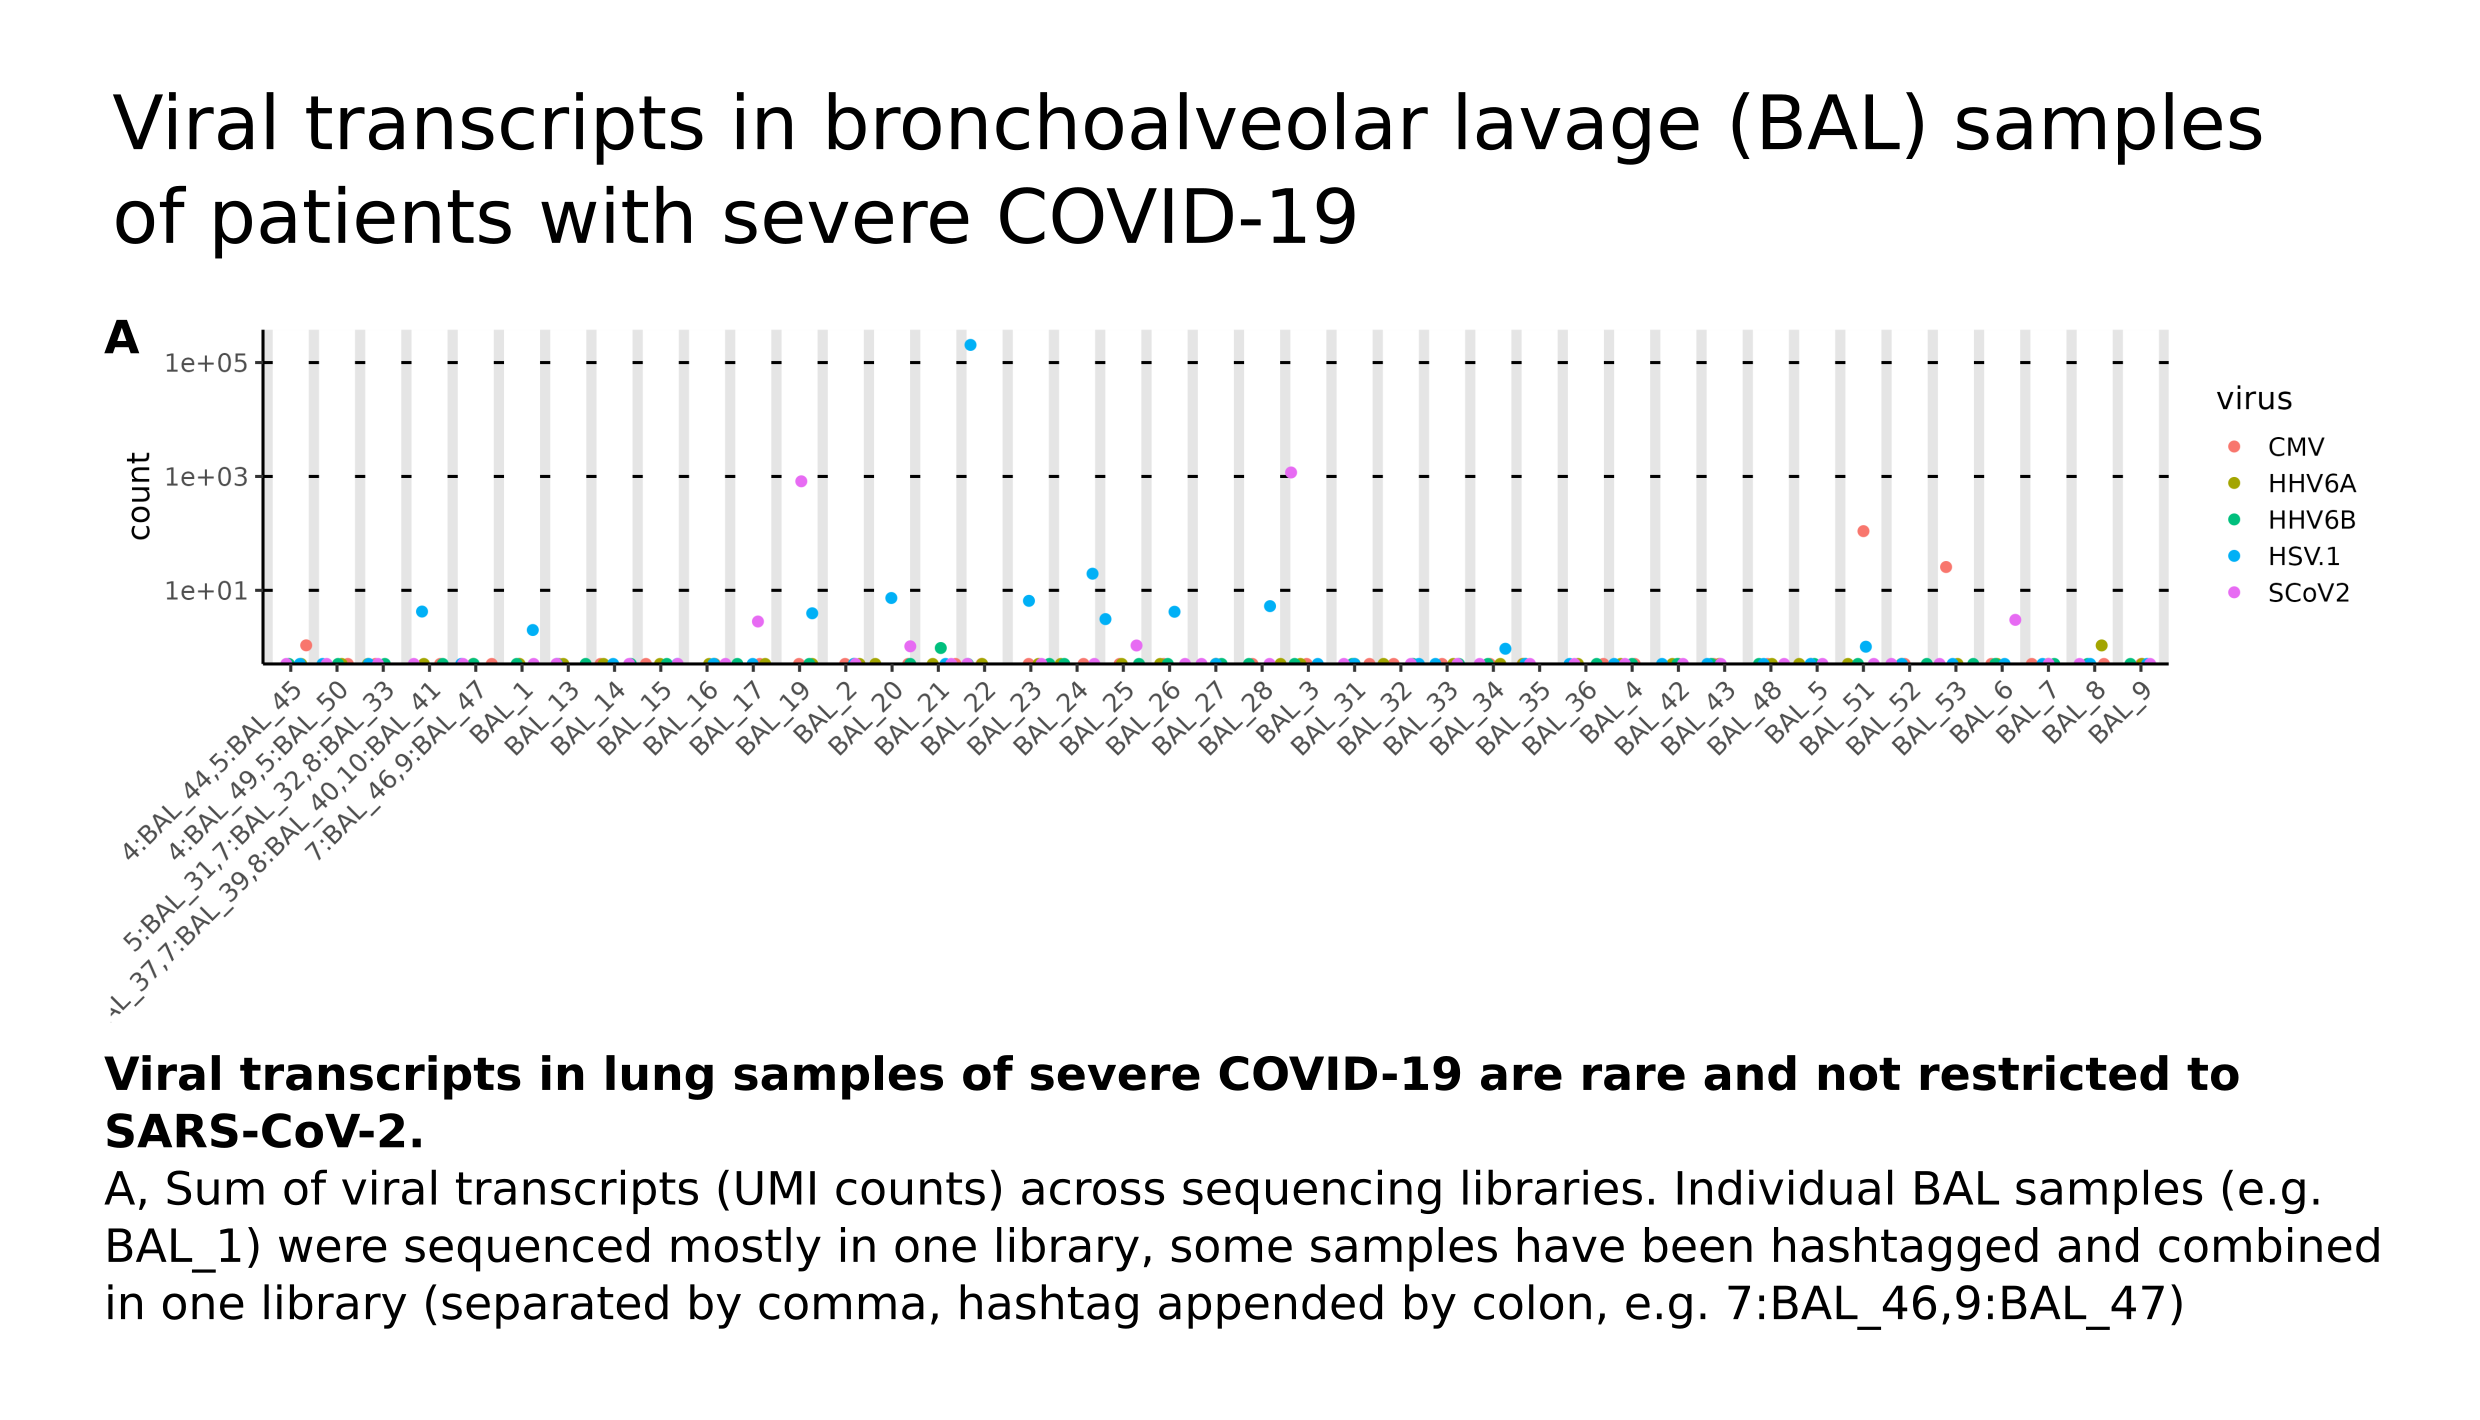 Viral transcripts in bronchoalveolar lavage (BAL) samples
of patients with severe COVID-19
A
1e+05
1e+03
1e+01
count
virus
CMV
HHV6A
HHV6B
HSV.1
SCoV2
4:BAL_44,5:BAL_45
4:BAL_49,5:BAL_50
5:BAL_31,7:BAL_32,8:BAL_33
AL_37,7:BAL_39,8:BAL_40,10:BAL_41
7:BAL_46,9:BAL_47
BAL_1
BAL_13
BAL_14
BAL_15
BAL_16
BAL_17
BAL_19
BAL_2
BAL_20
BAL_21
BAL_22
BAL_23
BAL_24
BAL_25
BAL_26
BAL_27
BAL_28
BAL_3
BAL_31
BAL_32
BAL_33
BAL_34
BAL_35
BAL_36
BAL_4
BAL_42
BAL_43
BAL_48
BAL_5
BAL_51
BAL_52
BAL_53
BAL_6
BAL_7
BAL_8
BAL_9
Viral transcripts in lung samples of severe COVID-19 are rare and not restricted to
SARS-CoV-2.
A, Sum of viral transcripts (UMI counts) across sequencing libraries. Individual BAL samples (e.g.
BAL_1) were sequenced mostly in one library, some samples have been hashtagged and combined
in one library (separated by comma, hashtag appended by colon, e.g. 7:BAL_46,9:BAL_47)